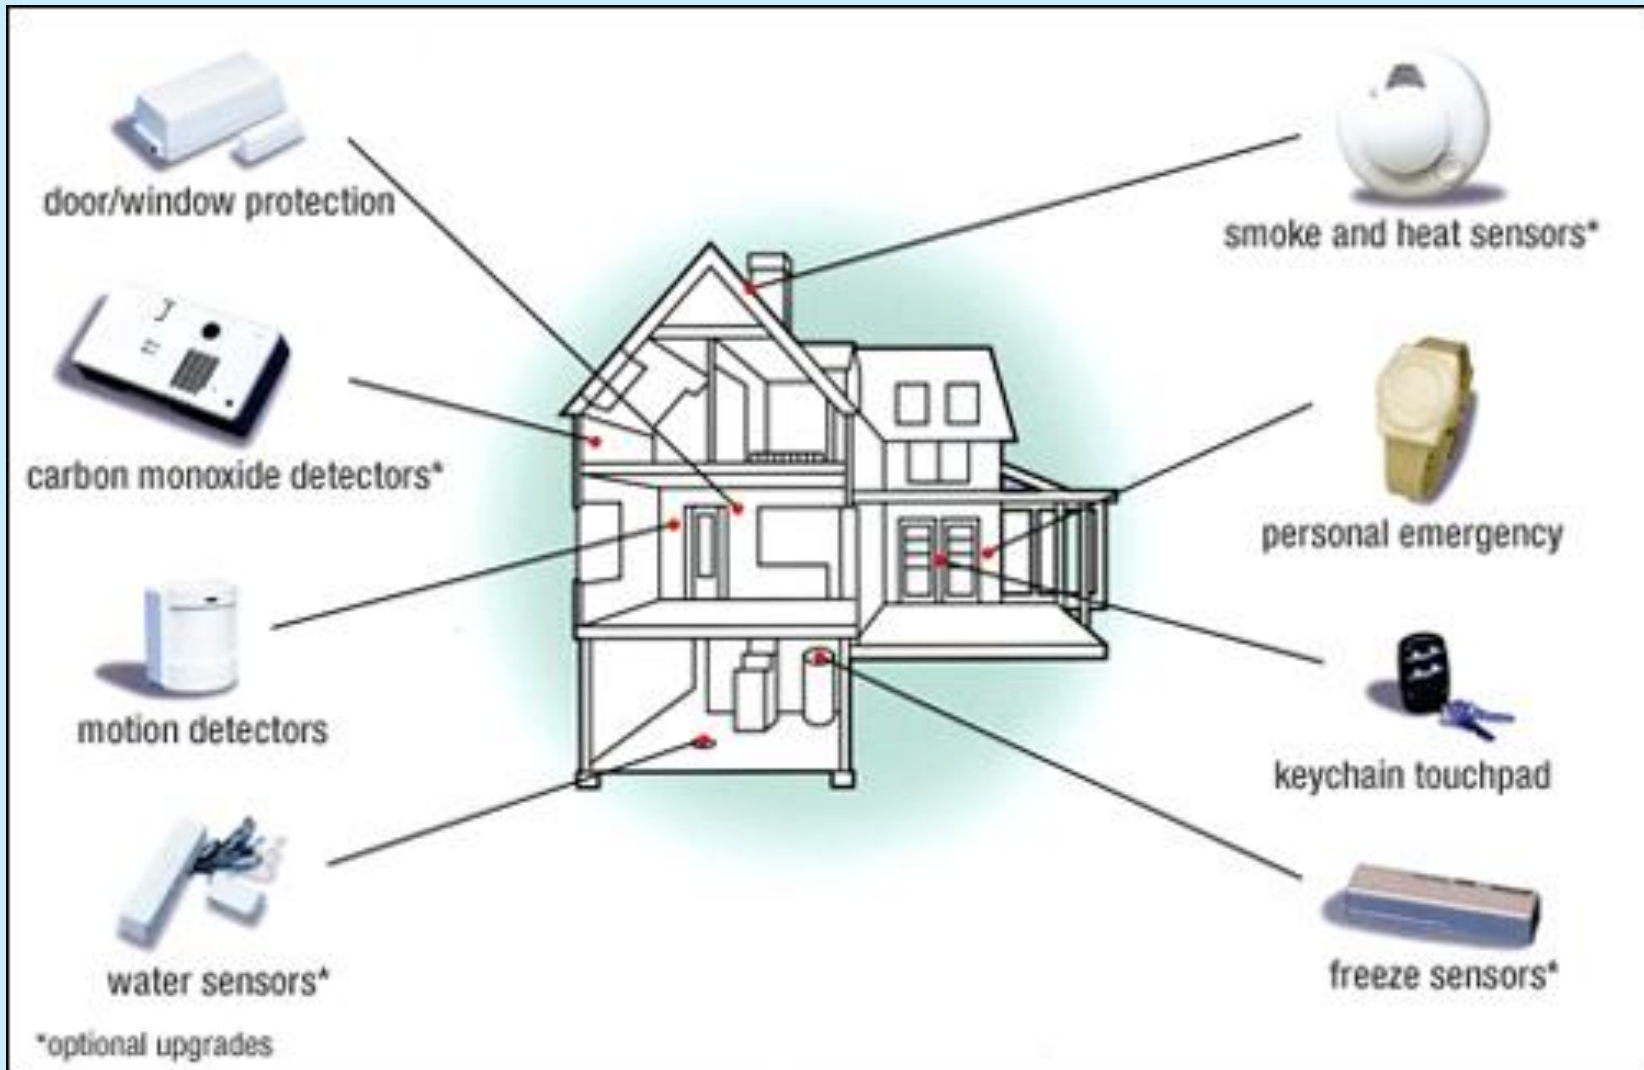 door/window protection
smoke and heat sensors*
carbon monoxide detectors*
personal emergency
motion detectors
keychain touchpad
water sensors*
freeze sensors*
*optional upgrades